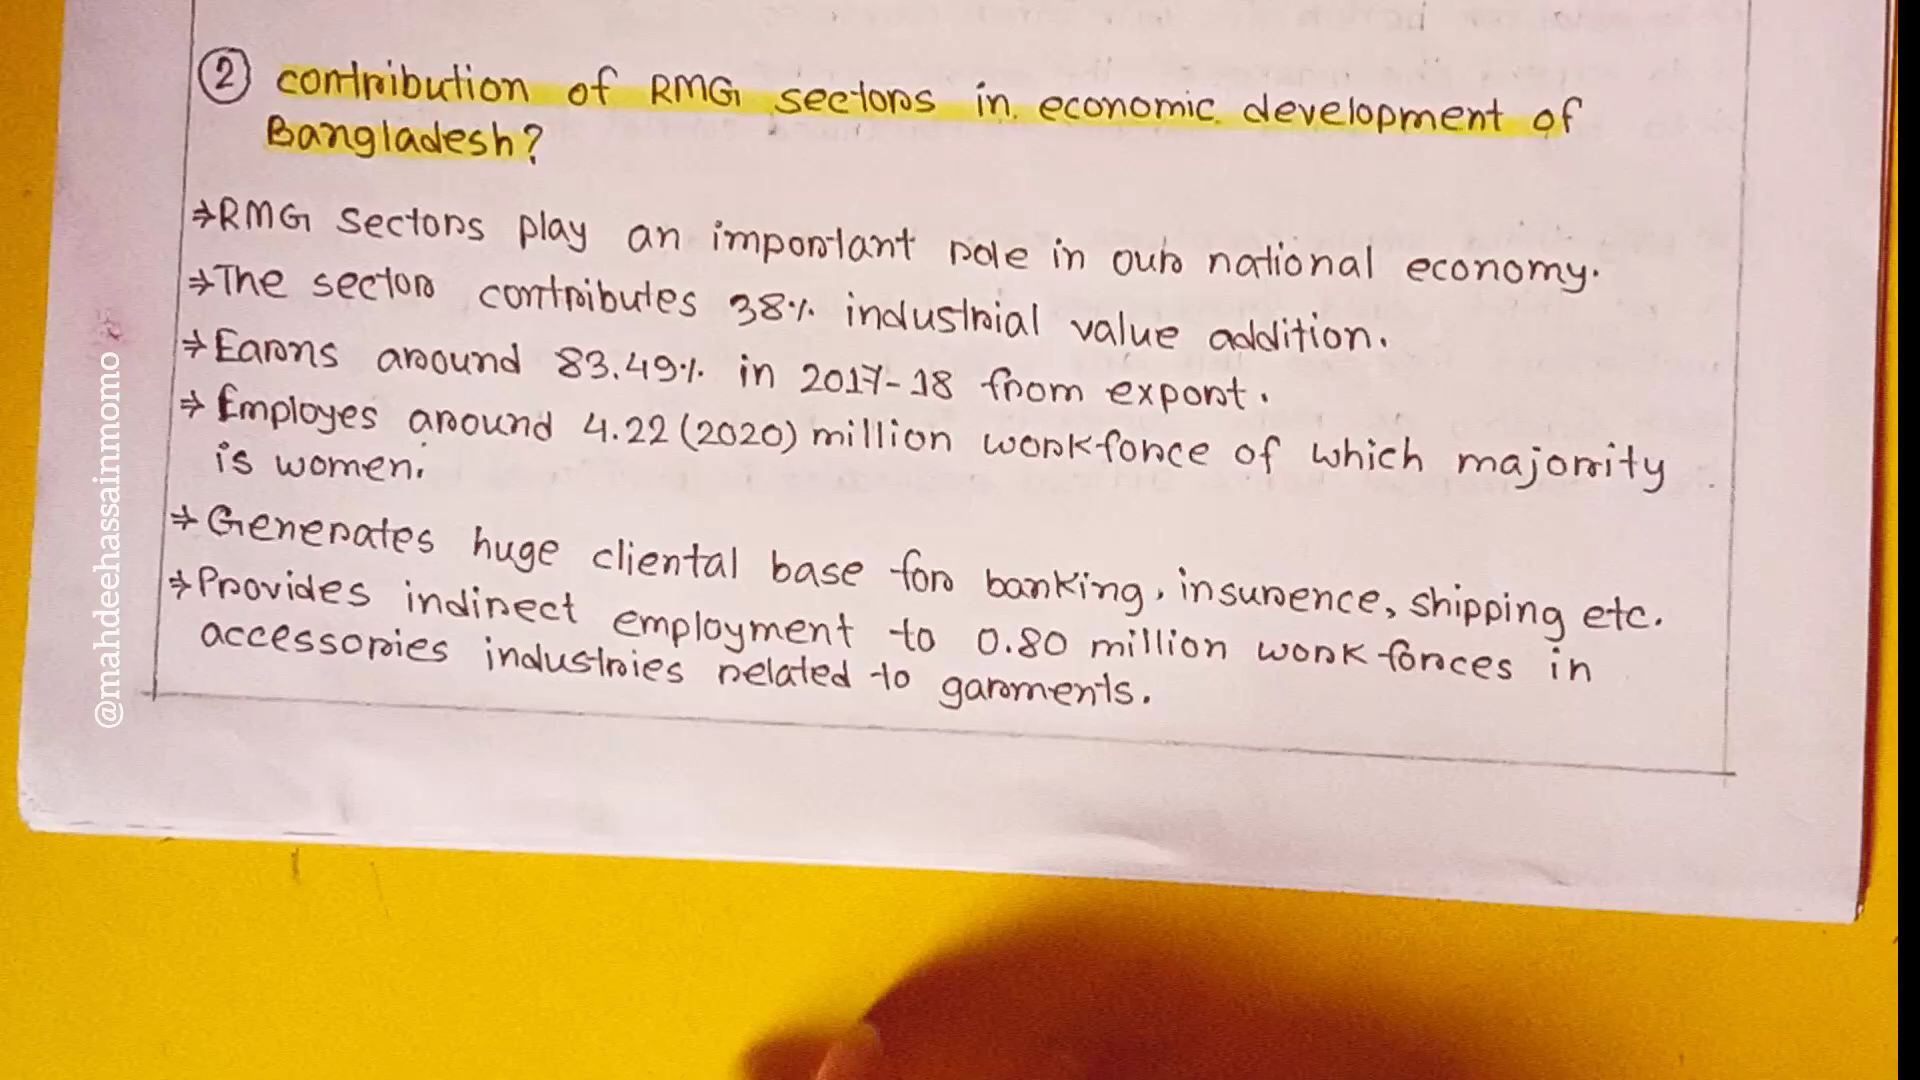 ② contribution of RMG sectors in economic development of
Bangladesh?
⇒RMG sectors play an important role in our national economy.
⇒The sector contributes 38% industrial value addition.
⇒Earns around 83.49% in 2017-18 from export.
⇒Employes around 4.22 (2020) million workforce of which majority
is women.
⇒Generates huge cliental base for banking, insurence, shipping etc.
⇒Provides indirect employment to 0.80 million work forces in
accessories industries related to garments.
@mahdeehassainmomo